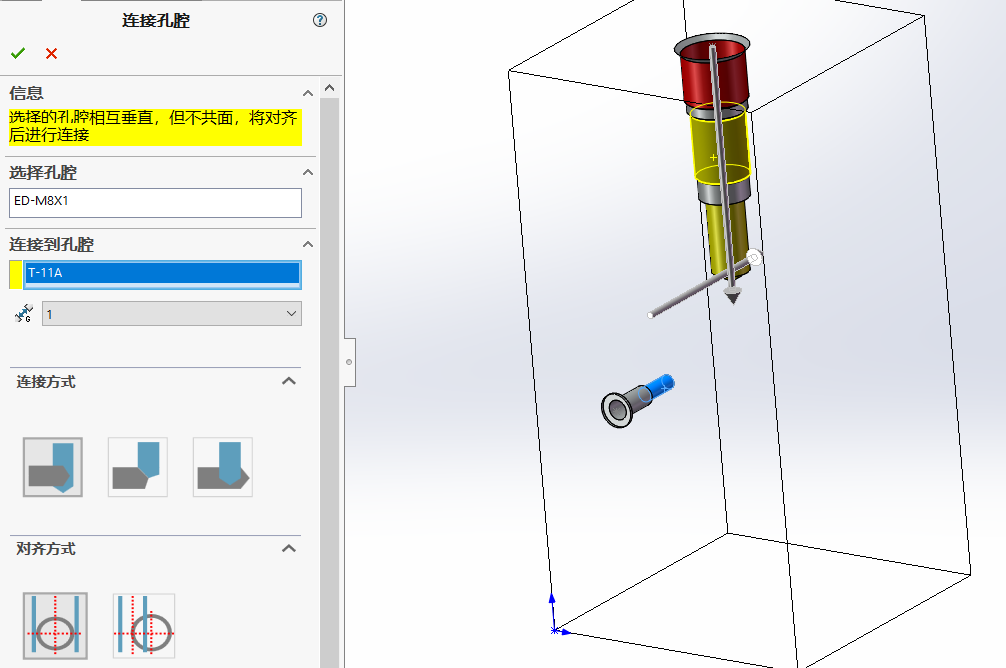 连接孔腔
?
信息
选择的孔腔相互垂直，但不共面，将对齐
后进行连接
选择孔腔
ED-M8X1
连接到孔腔
T-11A
G
1
连接方式
对齐方式